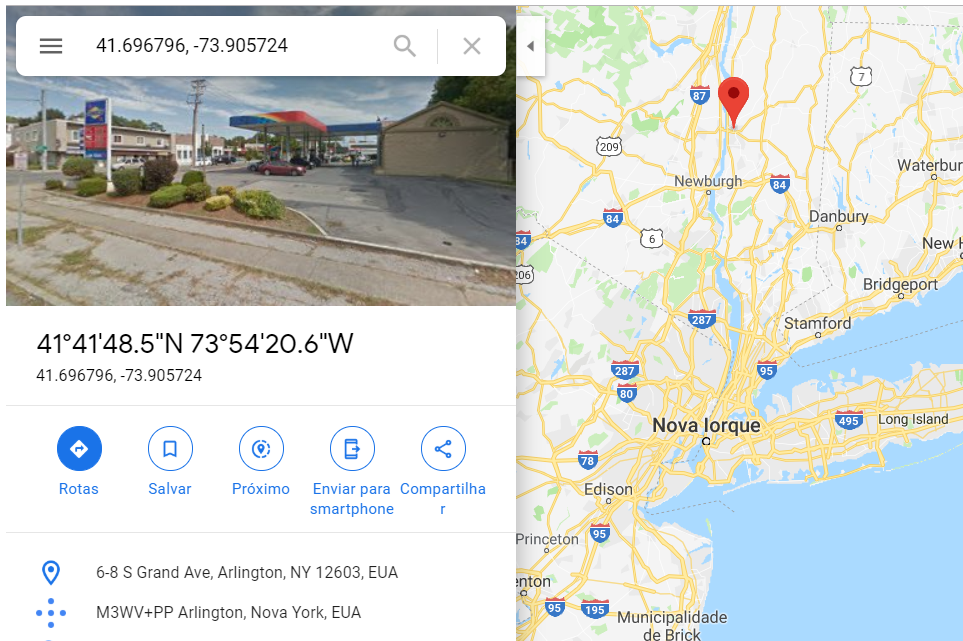 41.696796, -73.905724
41°41'48.5"N 73°54'20.6"W
41.696796, -73.905724
Rotas
Salvar
Próximo
Enviar para
smartphone
Compartilha
r
6-8 S Grand Ave, Arlington, NY 12603, EUA
M3WV+PP Arlington, Nova York, EUA
87
7
209
Waterbur
Newburgh
84
84
Danbury
6
84
New H
206
Bridgeport
287
Stamford
287
95
80
Nova Iorque
495
Long Island
78
Edison
95
Princeton
enton
95
195
Municipalidade
de Brick